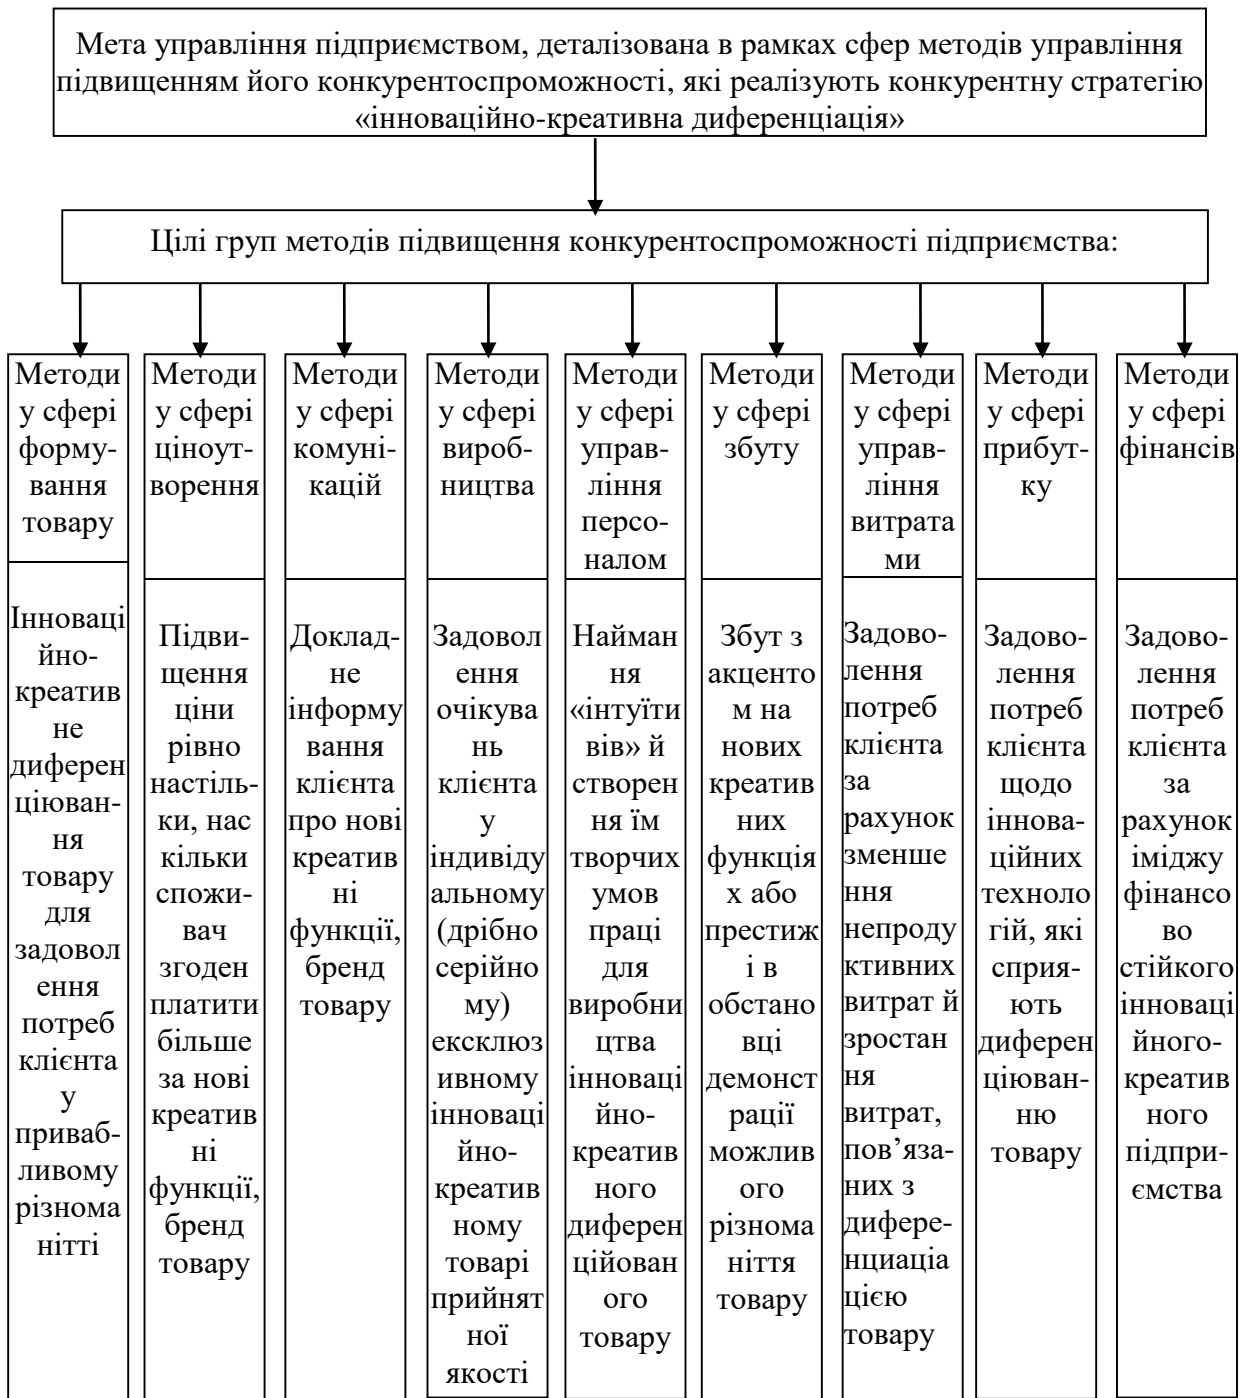 Мета управління підприємством, деталізована в рамках сфер методів управління
підвищенням його конкурентоспроможності, які реалізують конкурентну стратегію
«інноваційно-креативна диференціація»
Цілі груп методів підвищення конкурентоспроможності підприємства:
Методи
у сфері
форму-
вання
товару
Інноваці
йно-
креатив
не
диферен
ціюван-
ня
товару
для
задовол
ення
потреб
клієнта
у
приваб-
ливому
різнома
нітті
Методи
у сфері
ціноут-
ворення
Підви-
щення
ціни
рівно
настіль-
ки, нас
кільки
спожи-
вач
згоден
платити
більше
за нові
креатив
ні
функції,
бренд
товару
Методи
у сфері
комуні-
кацій
Доклад-
не
інформу
вання
клієнта
про нові
креатив
ні
функції,
бренд
товару
Методи
у сфері
вироб-
ництва
Задовол
ення
очікува
нь
клієнта
у
індивіду
альному
(дрібно
серійно
му)
ексклюз
ивному
інноваці
йно-
креатив
ному
товарі
прийнят
ної
якості
Методи
у сфері
управ-
ління
персо-
налом
Найман
ня
«інтуїти
вів» й
створен
ня їм
творчих
умов
праці
для
виробни
цтва
інноваці
йно-
креатив
ного
диферен
ційован
ого
товару
Методи
у сфері
збуту
Збут з
акценто
м на
нових
креатив
них
функція
х або
престиж
і в
обстано
вці
демонст
рації
можлив
ого
різнома
ніття
товару
Методи
у сфері
управ-
ління
витрата
ми
Задово-
лення
потреб
клієнта
за
рахунок
зменше
ння
непроду
ктивних
витрат й
зростан
ня
витрат,
пов’яза-
них з
дифере-
нциаціа
цією
товару
Методи
у сфері
прибут-
ку
Задово-
лення
потреб
клієнта
щодо
іннова-
ційних
техноло
гій, які
сприя-
ють
диферен
ціюван-
ню
товару
Методи
у сфері
фінансів
Задово-
лення
потреб
клієнта
за
рахунок
іміджу
фінансо
во
стійкого
інноваці
йного-
креатив
ного
підпри-
ємства